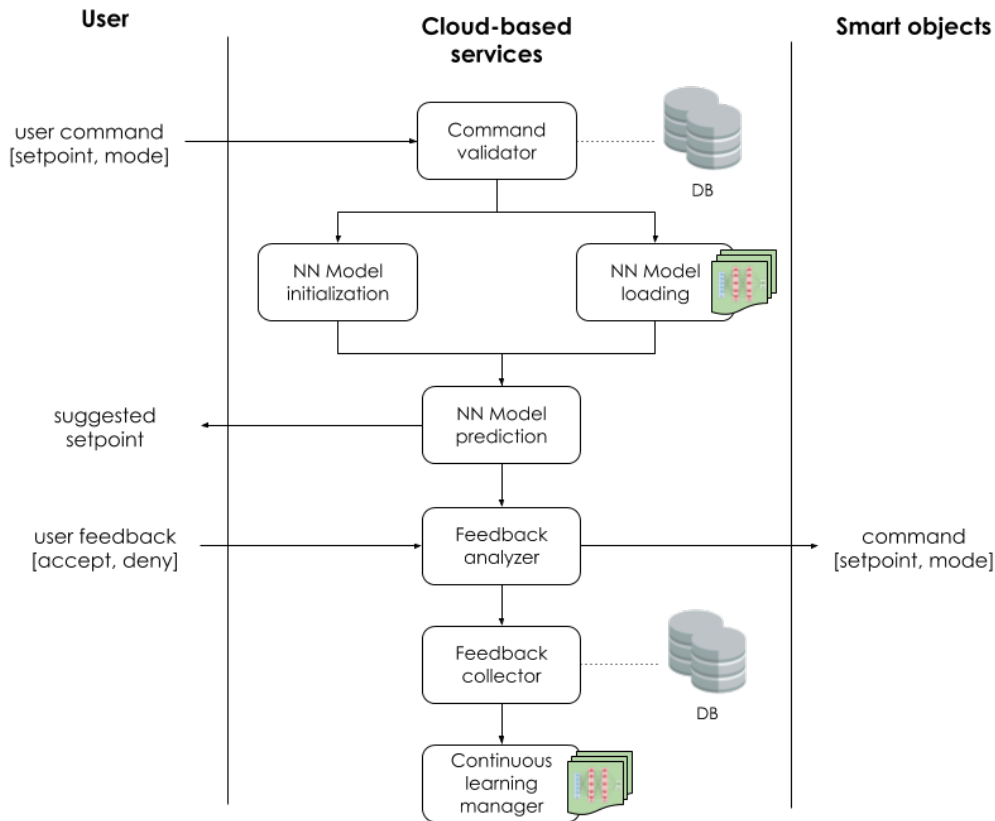 User
Cloud-based
services
Smart objects
user command
[setpoint, mode]
Command
validator
DB
NN Model
initialization
NN Model
loading
suggested
setpoint
NN Model
prediction
user feedback
[accept, deny]
Feedback
analyzer
command
[setpoint, mode]
Feedback
collector
DB
Continuous
learning
manager